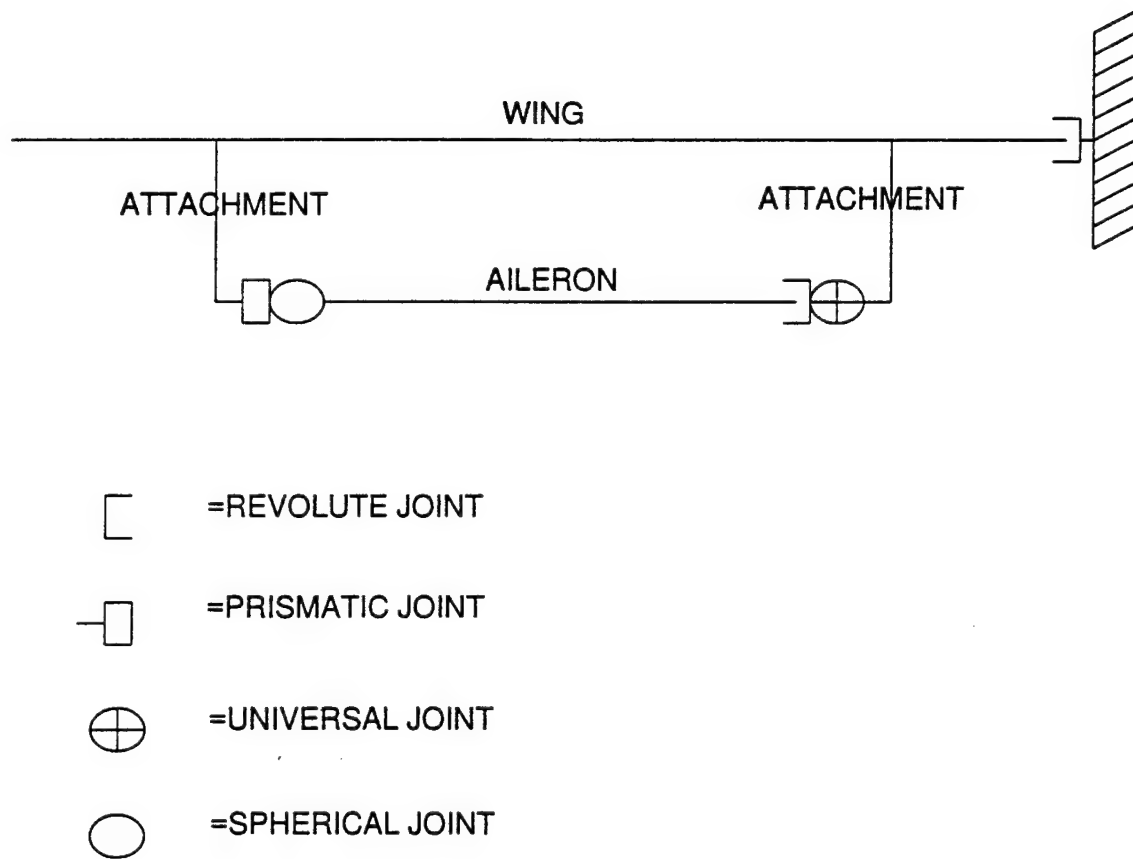 WING
ATTACHMENT
ATTACHMENT
AILERON
=REVOLUTE JOINT
=PRISMATIC JOINT
=UNIVERSAL JOINT
=SPHERICAL JOINT